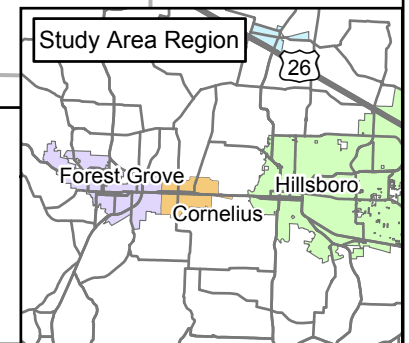 Study Area Region
26
Forest Grove
Hillsboro
Cornelius